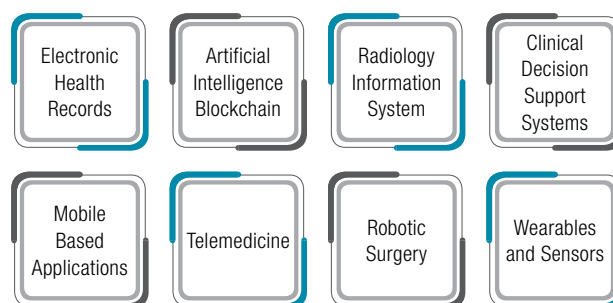 Electronic
Health
Records
Artificial
Intelligence
Blockchain
Radiology
Information
System
Clinical
Decision
Support
Systems
Mobile
Based
Applications
Telemedicine
Robotic
Surgery
Wearables
and Sensors